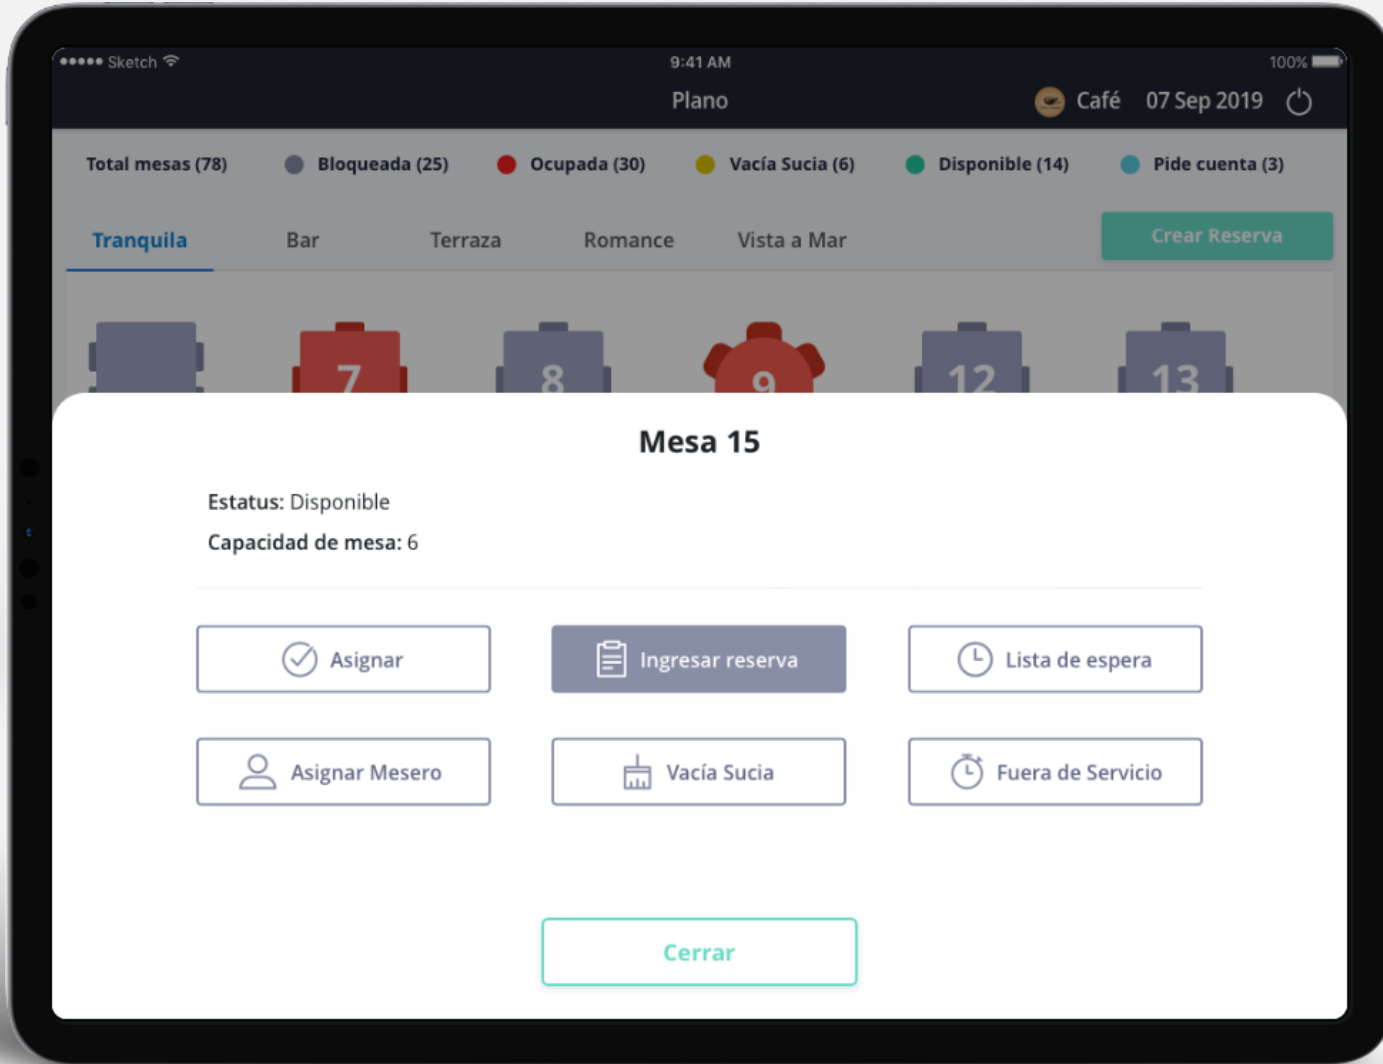 Sketch 9:41 AM 100%
Plano Café 07 Sep 2019
Total mesas (78) Bloqueada (25) Ocupada (30) Vacía Sucia (6) Disponible (14) Pide cuenta (3)
Tranquila Bar Terraza Romance Vista a Mar Crear Reserva
7 8 9 12 13
Mesa 15
Estatus: Disponible
Capacidad de mesa: 6
Asignar Ingresar reserva Lista de espera
Asignar Mesero Vacía Sucia Fuera de Servicio
Cerrar